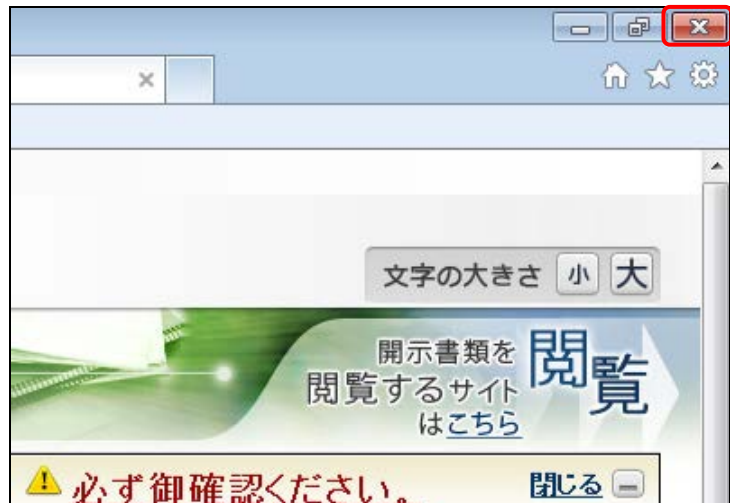 文字の大きさ 小 大
開示書類を
閲覧するサイト
はこちら
閲覧
必ず御確認ください。 閉じる